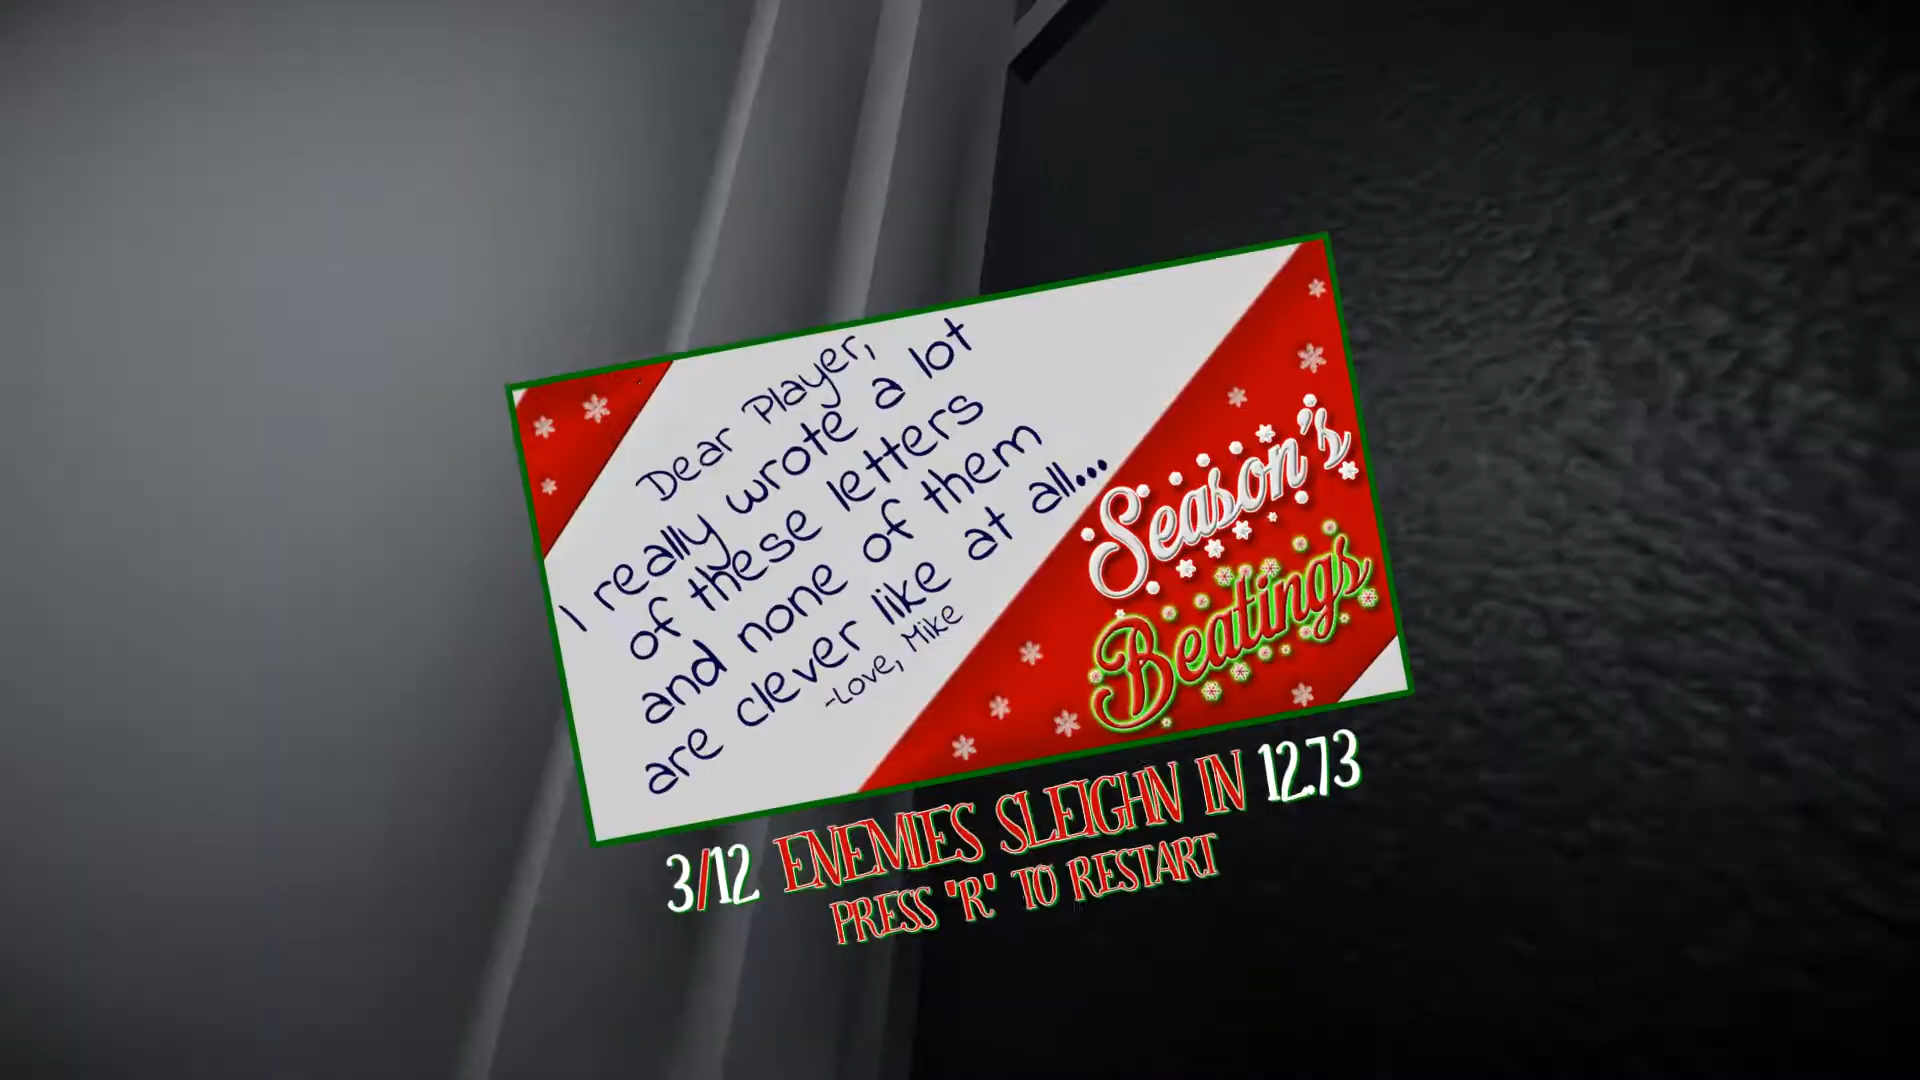 Dear Player,
I really wrote a lot
of these letters
and none of them
are clever like at all...
-Love, Mike
Season's
Beatings
3/12 ENEMIES SLEIGHN IN 12.73
PRESS 'R' TO RESTART